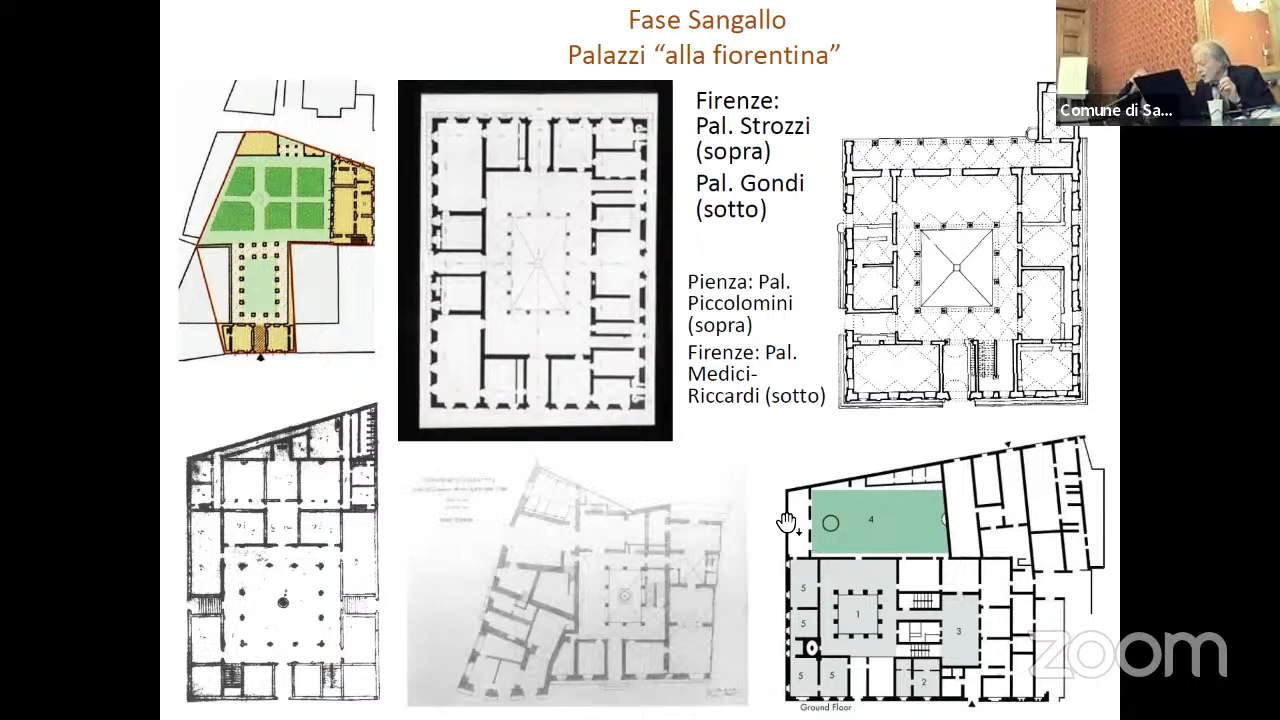 Fase Sangallo
Palazzi “alla fiorentina”
Comune di Sa...
Firenze:
Pal. Strozzi
(sopra)
Pal. Gondi
(sotto)
Pienza: Pal.
Piccolomini
(sopra)
Firenze: Pal.
Medici-
Riccardi (sotto)
4
5
5
1
3
5
5
2
Ground Floor
zoom